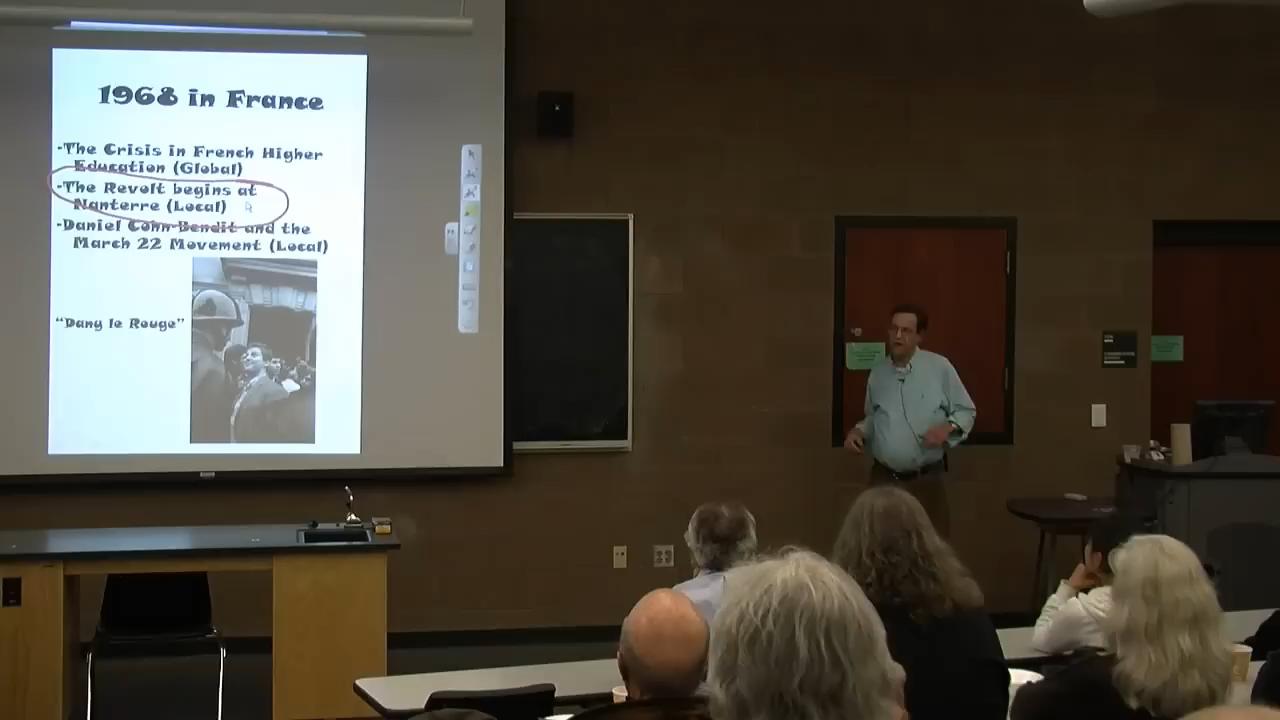 1968 in France
-The Crisis in French Higher
Education (Global)
-The Revolt begins at
Nanterre (Local)
-Daniel Cohn-Bendit and the
March 22 Movement (Local)
"Dany le Rouge"